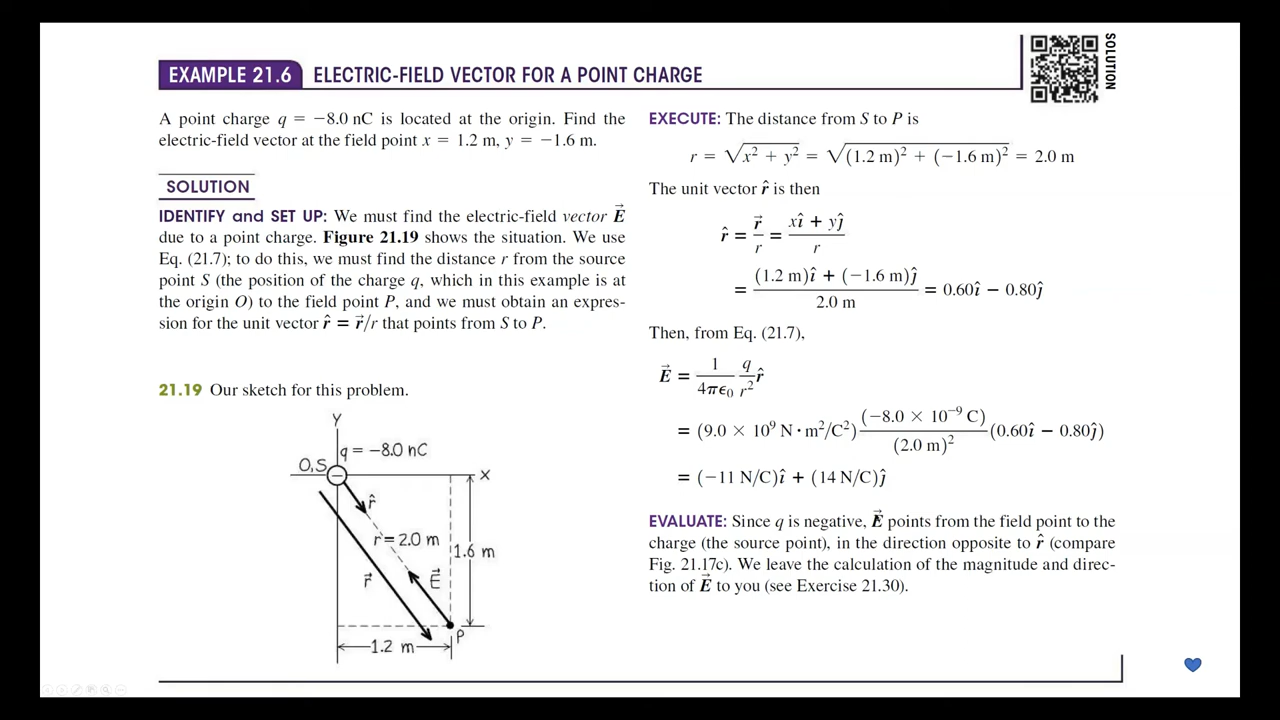 EXAMPLE 21.6 ELECTRIC-FIELD VECTOR FOR A POINT CHARGE
SOLUTION
A point charge q = −8.0 nC is located at the origin. Find the
electric-field vector at the field point x = 1.2 m, y = −1.6 m.
SOLUTION
IDENTIFY and SET UP: We must find the electric-field vector E⃗
due to a point charge. Figure 21.19 shows the situation. We use
Eq. (21.7); to do this, we must find the distance r from the source
point S (the position of the charge q, which in this example is at
the origin O) to the field point P, and we must obtain an expres-
sion for the unit vector r̂ = r⃗/r that points from S to P.
21.19 Our sketch for this problem.
Y
q = −8.0 nC
O,S
−
X
r̂
r = 2.0 m
1.6 m
r⃗
E⃗
P
1.2 m
EXECUTE: The distance from S to P is
r = √(x² + y²) = √((1.2 m)² + (−1.6 m)²) = 2.0 m
The unit vector r̂ is then
r̂ = r⃗/r = (xî + yĵ)/r
= ((1.2 m)î + (−1.6 m)ĵ)/(2.0 m) = 0.60î − 0.80ĵ
Then, from Eq. (21.7),
E⃗ = 1/(4πϵ₀) q/r² r̂
= (9.0 × 10⁹ N·m²/C²) (−8.0 × 10⁻⁹ C)/(2.0 m)² (0.60î − 0.80ĵ)
= (−11 N/C)î + (14 N/C)ĵ
EVALUATE: Since q is negative, E⃗ points from the field point to the
charge (the source point), in the direction opposite to r̂ (compare
Fig. 21.17c). We leave the calculation of the magnitude and direc-
tion of E⃗ to you (see Exercise 21.30).